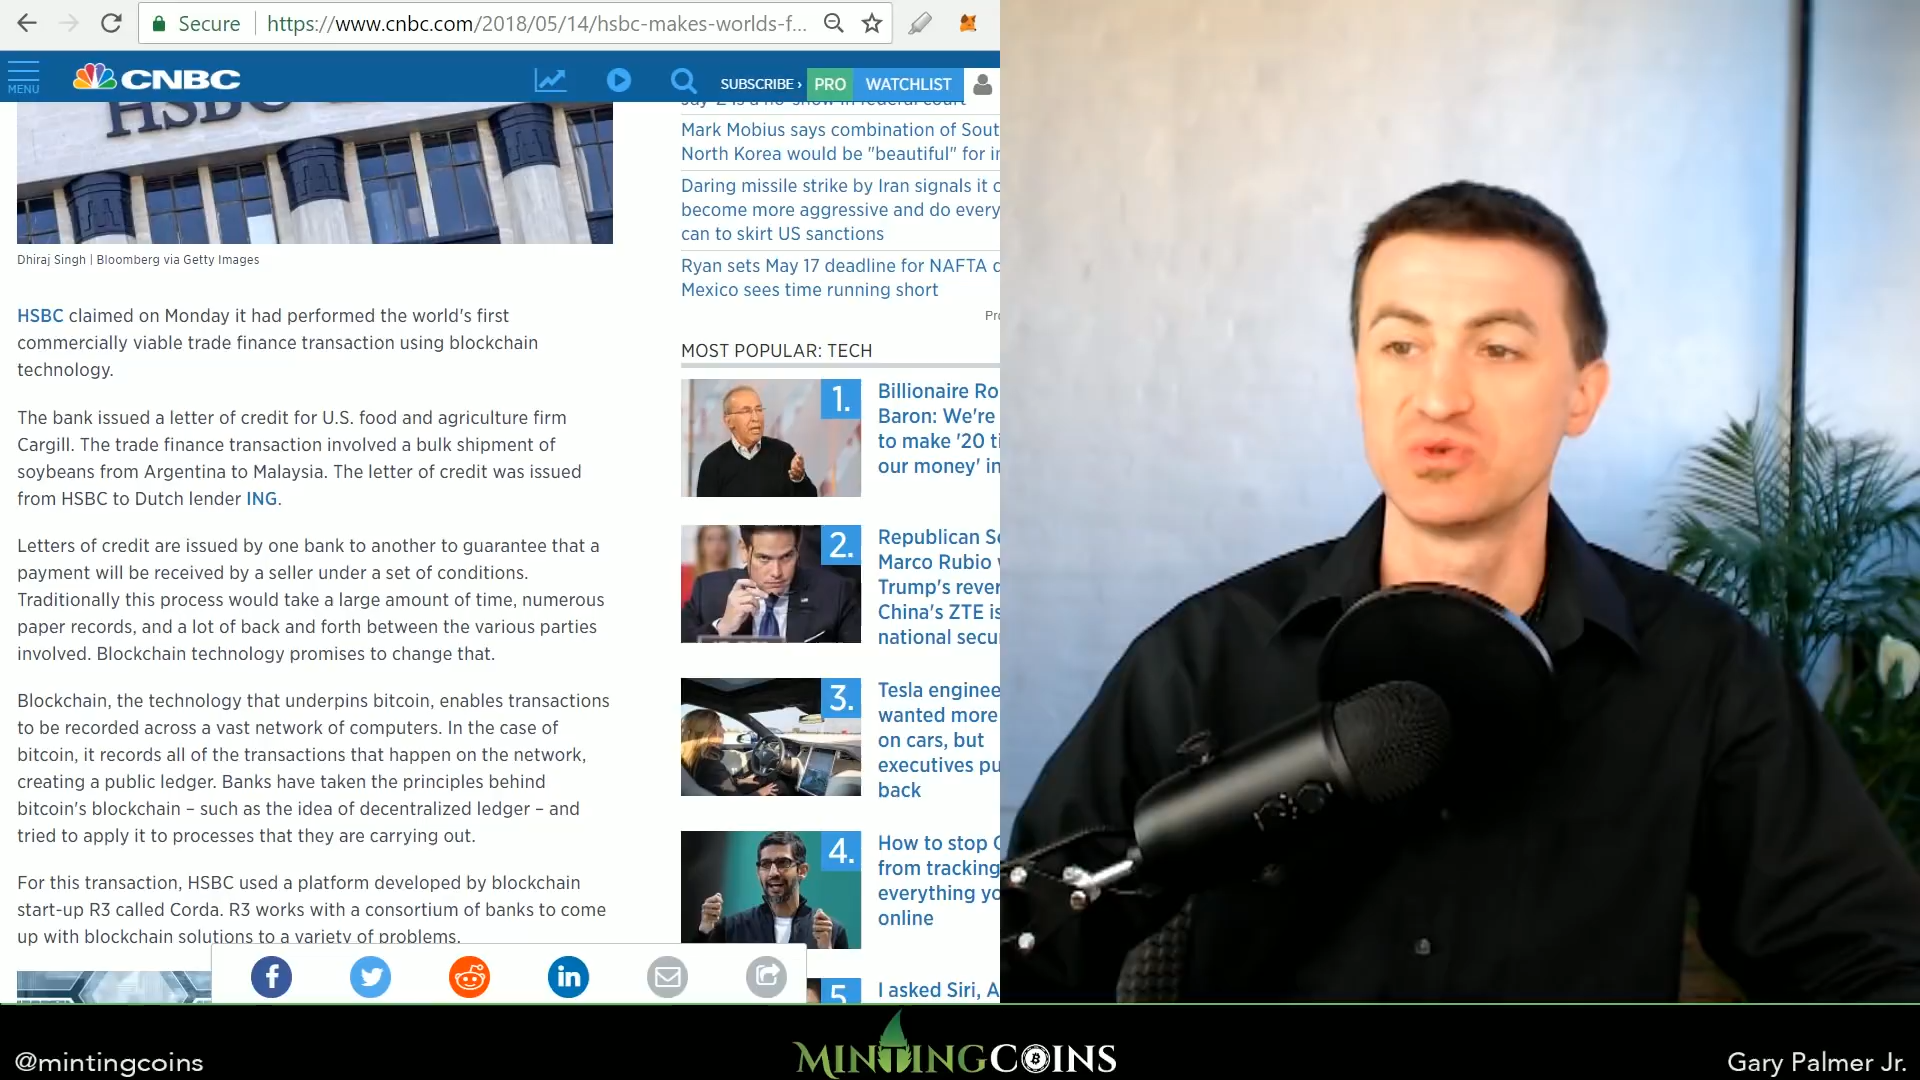 Secure
https://www.cnbc.com/2018/05/14/hsbc-makes-worlds-f...
MENU
CNBC
SUBSCRIBE ›
PRO
WATCHLIST
HSBC
Jay-Z is a no-show in federal court
Mark Mobius says combination of Sout
North Korea would be "beautiful" for in
Daring missile strike by Iran signals it c
become more aggressive and do every
can to skirt US sanctions
Ryan sets May 17 deadline for NAFTA d
Mexico sees time running short
Pro
Dhiraj Singh | Bloomberg via Getty Images
HSBC claimed on Monday it had performed the world's first
commercially viable trade finance transaction using blockchain
technology.
The bank issued a letter of credit for U.S. food and agriculture firm
Cargill. The trade finance transaction involved a bulk shipment of
soybeans from Argentina to Malaysia. The letter of credit was issued
from HSBC to Dutch lender ING.
Letters of credit are issued by one bank to another to guarantee that a
payment will be received by a seller under a set of conditions.
Traditionally this process would take a large amount of time, numerous
paper records, and a lot of back and forth between the various parties
involved. Blockchain technology promises to change that.
Blockchain, the technology that underpins bitcoin, enables transactions
to be recorded across a vast network of computers. In the case of
bitcoin, it records all of the transactions that happen on the network,
creating a public ledger. Banks have taken the principles behind
bitcoin's blockchain – such as the idea of decentralized ledger – and
tried to apply it to processes that they are carrying out.
For this transaction, HSBC used a platform developed by blockchain
start-up R3 called Corda. R3 works with a consortium of banks to come
up with blockchain solutions to a variety of problems.
MOST POPULAR: TECH
1.
Billionaire Ro
Baron: We're
to make '20 ti
our money' in
2.
Republican Se
Marco Rubio w
Trump's rever
China's ZTE is
national secu
3.
Tesla enginee
wanted more
on cars, but
executives pu
back
4.
How to stop G
from tracking
everything yo
online
5
I asked Siri, A
@mintingcoins
MINTINGCOINS
Gary Palmer Jr.